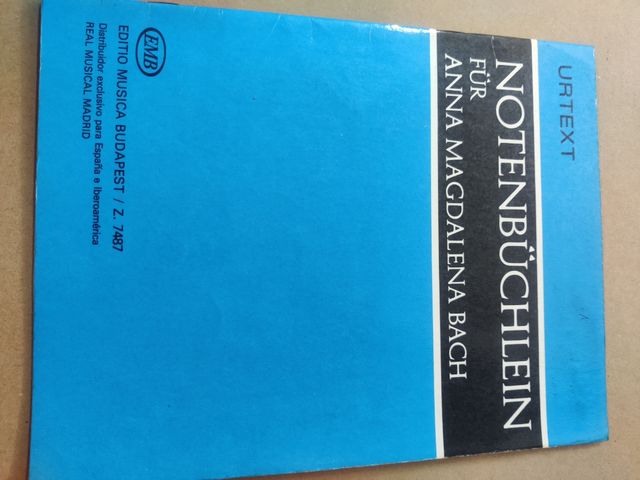 URTEXT
NOTENBÜCHLEIN
FÜR
ANNA MAGDALENA BACH
EMB
EDITIO MUSICA BUDAPEST / Z. 7487
Distribuidor exclusivo para España e Iberoamérica
REAL MUSICAL MADRID